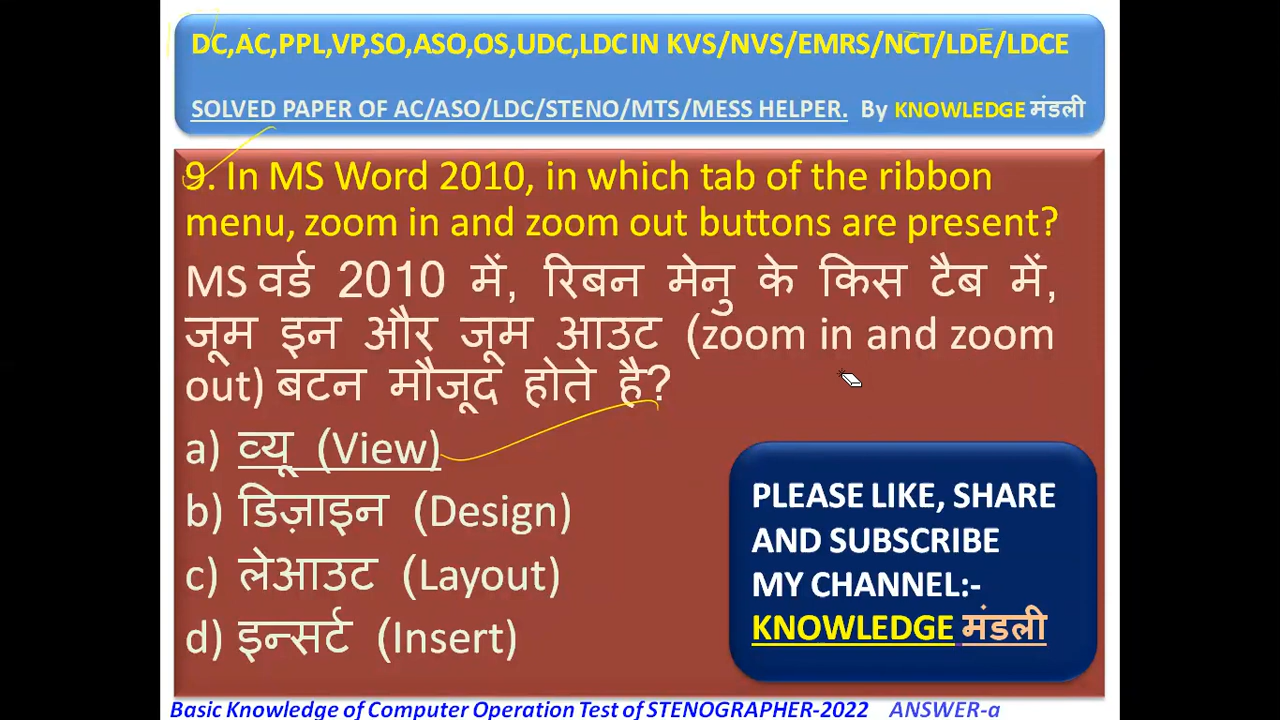 DC,AC,PPL,VP,SO,ASO,OS,UDC,LDC IN KVS/NVS/EMRS/NCT/LDE/LDCE
SOLVED PAPER OF AC/ASO/LDC/STENO/MTS/MESS HELPER. By KNOWLEDGE मंडली
9. In MS Word 2010, in which tab of the ribbon
menu, zoom in and zoom out buttons are present?
MS वर्ड 2010 में, रिबन मेनु के किस टैब में,
जूम इन और जूम आउट (zoom in and zoom
out) बटन मौजूद होते है?
a) व्यू (View)
b) डिज़ाइन (Design)
c) लेआउट (Layout)
d) इन्सर्ट (Insert)
PLEASE LIKE, SHARE
AND SUBSCRIBE
MY CHANNEL:-
KNOWLEDGE मंडली
Basic Knowledge of Computer Operation Test of STENOGRAPHER-2022 ANSWER-a